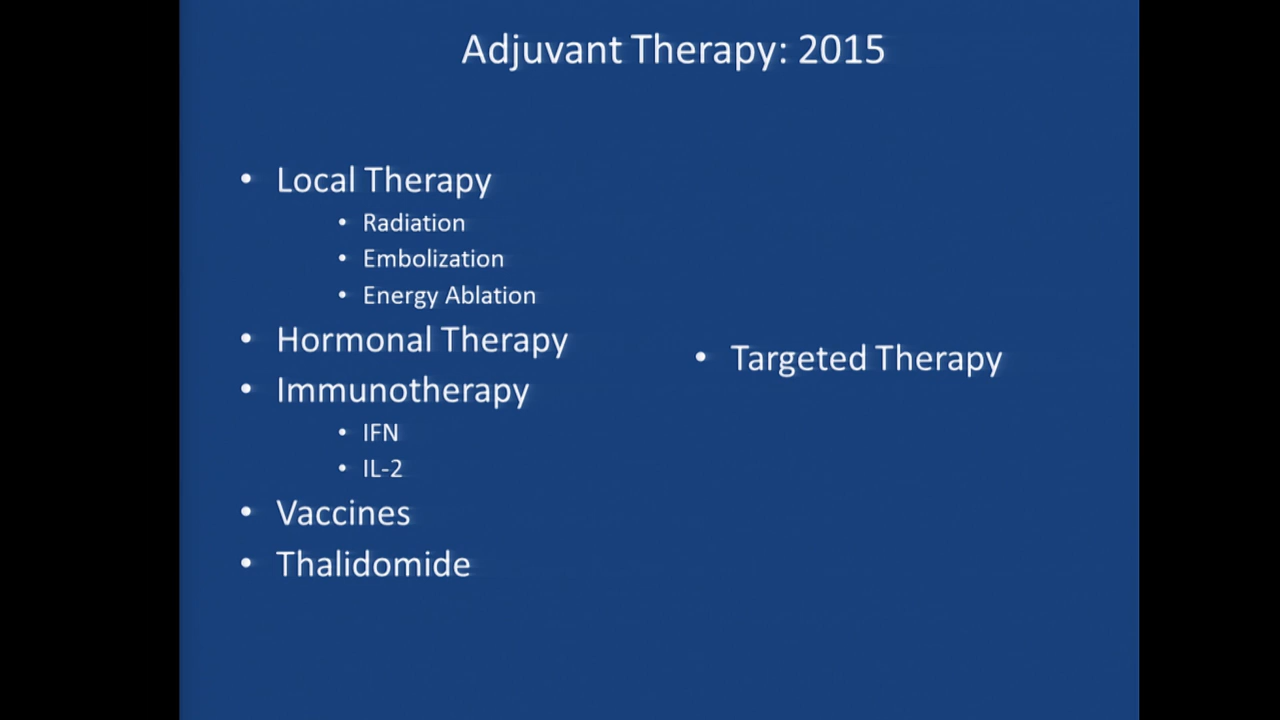 Adjuvant Therapy: 2015
• Local Therapy
• Radiation
• Embolization
• Energy Ablation
• Hormonal Therapy
• Immunotherapy
• IFN
• IL-2
• Vaccines
• Thalidomide
• Targeted Therapy